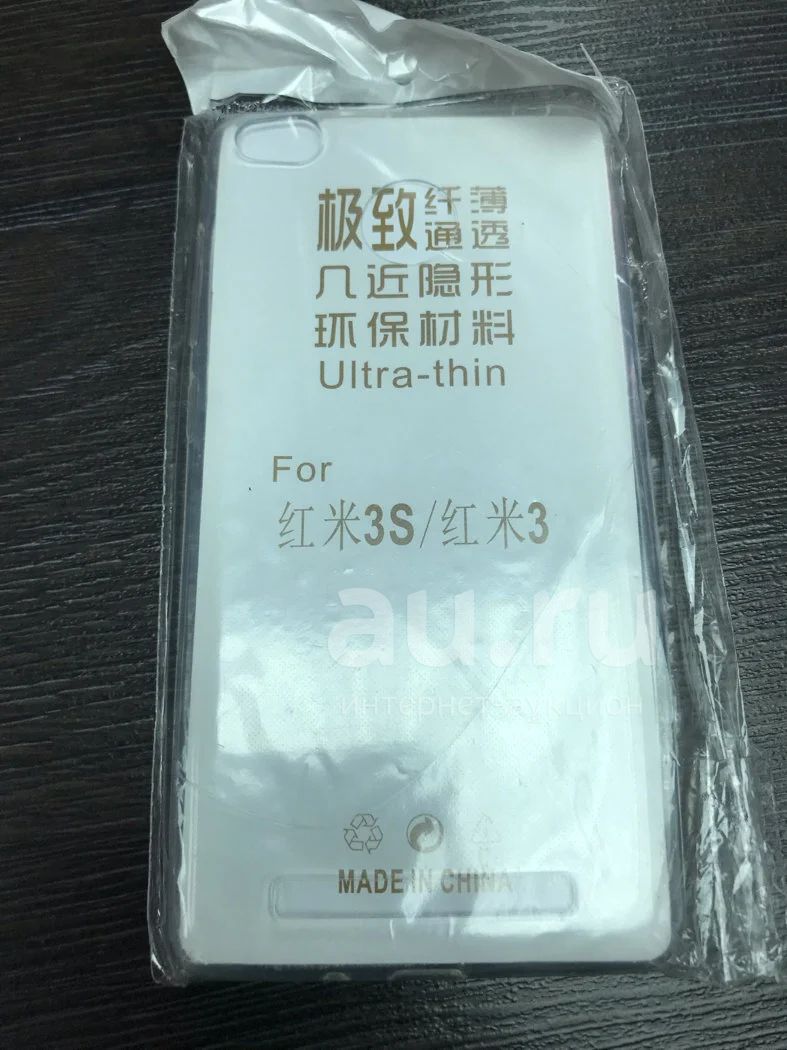 极致纤薄
通透
几近隐形
环保材料
Ultra-thin
For
红米3S/红米3
au.ru
интернет-аукцион
MADE IN CHINA